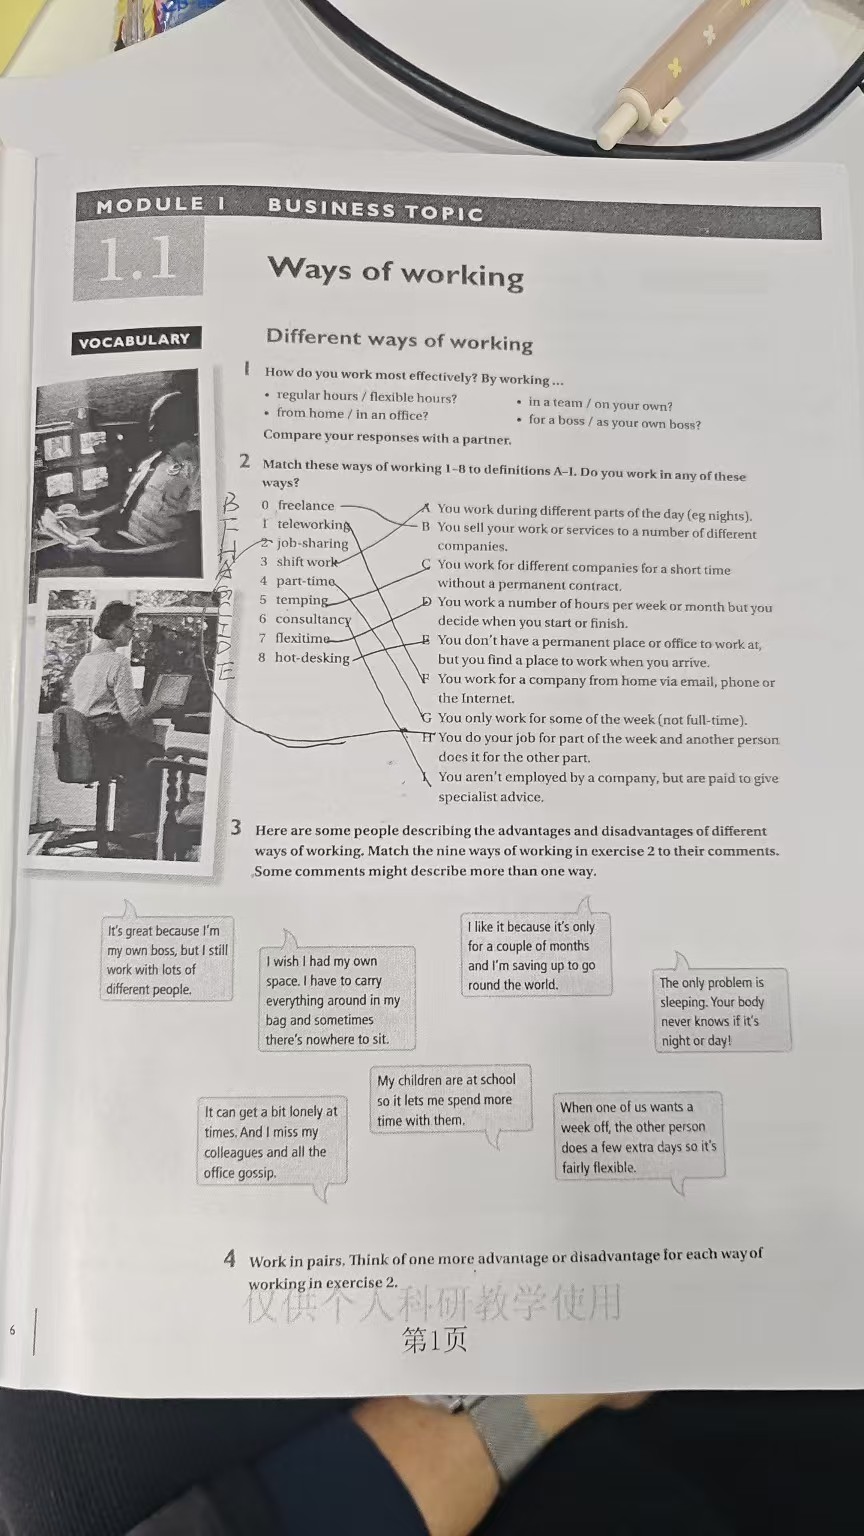 MODULE 1 BUSINESS TOPIC
1.1
Ways of working
VOCABULARY
Different ways of working
1 How do you work most effectively? By working ...
• regular hours / flexible hours?
• from home / in an office?
• in a team / on your own?
• for a boss / as your own boss?
Compare your responses with a partner.
2 Match these ways of working 1–8 to definitions A–I. Do you work in any of these
ways?
0 freelance
1 teleworking
2 job-sharing
3 shift work
4 part-time
5 temping
6 consultancy
7 flexitime
8 hot-desking
A You work during different parts of the day (eg nights).
B You sell your work or services to a number of different
companies.
C You work for different companies for a short time
without a permanent contract.
D You work a number of hours per week or month but you
decide when you start or finish.
E You don't have a permanent place or office to work at,
but you find a place to work when you arrive.
F You work for a company from home via email, phone or
the Internet.
G You only work for some of the week (not full-time).
H You do your job for part of the week and another person
does it for the other part.
I You aren't employed by a company, but are paid to give
specialist advice.
3 Here are some people describing the advantages and disadvantages of different
ways of working. Match the nine ways of working in exercise 2 to their comments.
Some comments might describe more than one way.
It's great because I'm
my own boss, but I still
work with lots of
different people.
I wish I had my own
space. I have to carry
everything around in my
bag and sometimes
there's nowhere to sit.
I like it because it's only
for a couple of months
and I'm saving up to go
round the world.
The only problem is
sleeping. Your body
never knows if it's
night or day!
It can get a bit lonely at
times. And I miss my
colleagues and all the
office gossip.
My children are at school
so it lets me spend more
time with them.
When one of us wants a
week off, the other person
does a few extra days so it's
fairly flexible.
4 Work in pairs. Think of one more advantage or disadvantage for each way of
working in exercise 2.
仅供个人科研教学使用
第1页
6